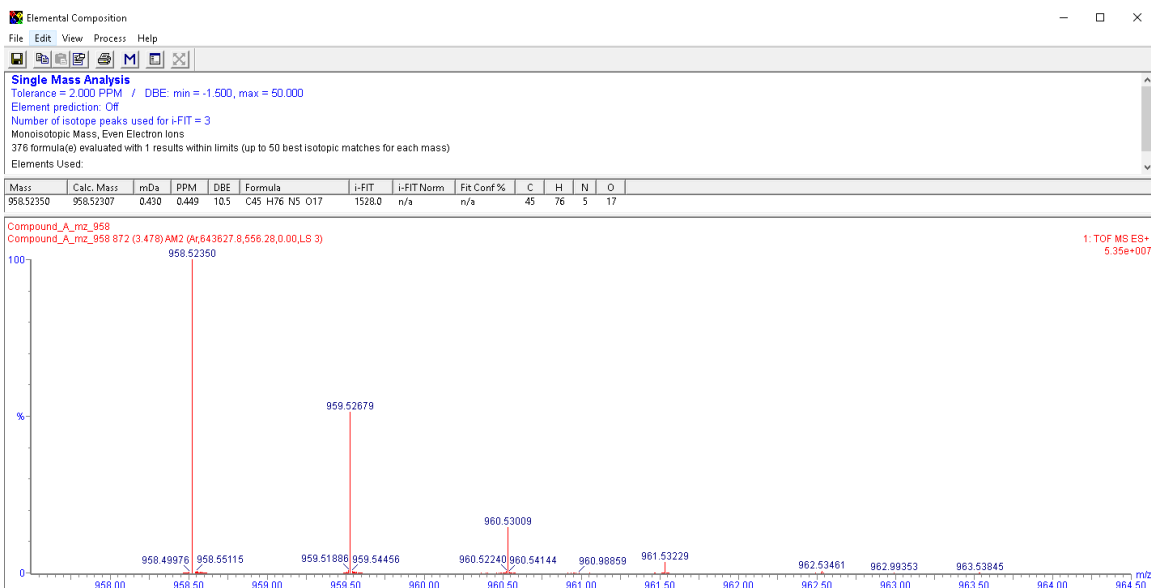 Elemental Composition
File Edit View Process Help
M
Single Mass Analysis
Tolerance = 2.000 PPM / DBE: min = -1.500, max = 50.000
Element prediction: Off
Number of isotope peaks used for i-FIT = 3
Monoisotopic Mass, Even Electron Ions
376 formula(e) evaluated with 1 results within limits (up to 50 best isotopic matches for each mass)
Elements Used:
Mass Calc. Mass mDa PPM DBE Formula i-FIT i-FIT Norm Fit Conf % C H N O
958.52350 958.52307 0.430 0.449 10.5 C45 H76 N5 O17 1528.0 n/a n/a 45 76 5 17
Compound_A_mz_958
Compound_A_mz_958 872 (3.478) AM2 (Ar,643627.8,556.28,0.00,LS 3)
1: TOF MS ES+
5.35e+007
100
958.52350
959.52679
%
960.53009
958.49976 958.55115 959.51886 959.54456 960.52240 960.54144 960.98859 961.53229 962.53461 962.99353 963.53845
0
m/z
958.00 958.50 959.00 959.50 960.00 960.50 961.00 961.50 962.00 962.50 963.00 963.50 964.00 964.50